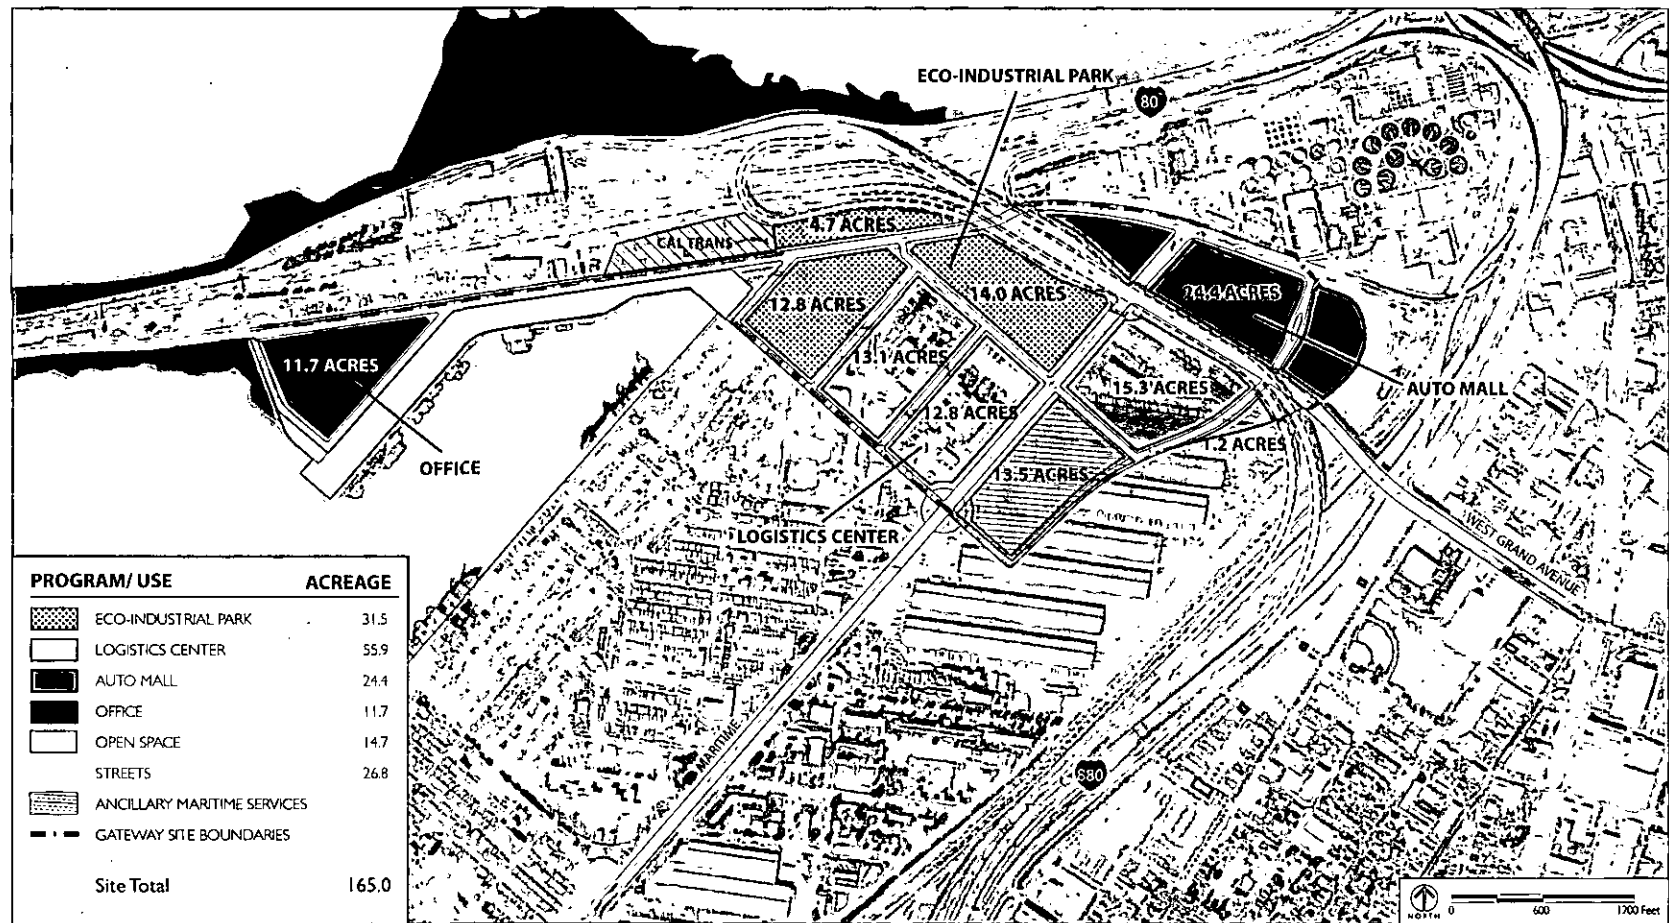 ECO-INDUSTRIAL PARK
80
4.7 ACRES
CAL TRANS
12.8 ACRES
14.0 ACRES
24.4 ACRES
11.7 ACRES
13.1 ACRES
15.3 ACRES
AUTO MALL
12.8 ACRES
1.2 ACRES
OFFICE
13.5 ACRES
LOGISTICS CENTER
WEST GRAND AVENUE
MARITIME
880
PROGRAM/ USE ACREAGE
ECO-INDUSTRIAL PARK 31.5
LOGISTICS CENTER 55.9
AUTO MALL 24.4
OFFICE 11.7
OPEN SPACE 14.7
STREETS 26.8
ANCILLARY MARITIME SERVICES
GATEWAY SITE BOUNDARIES
Site Total 165.0
NORTH
0 600 1200 Feet